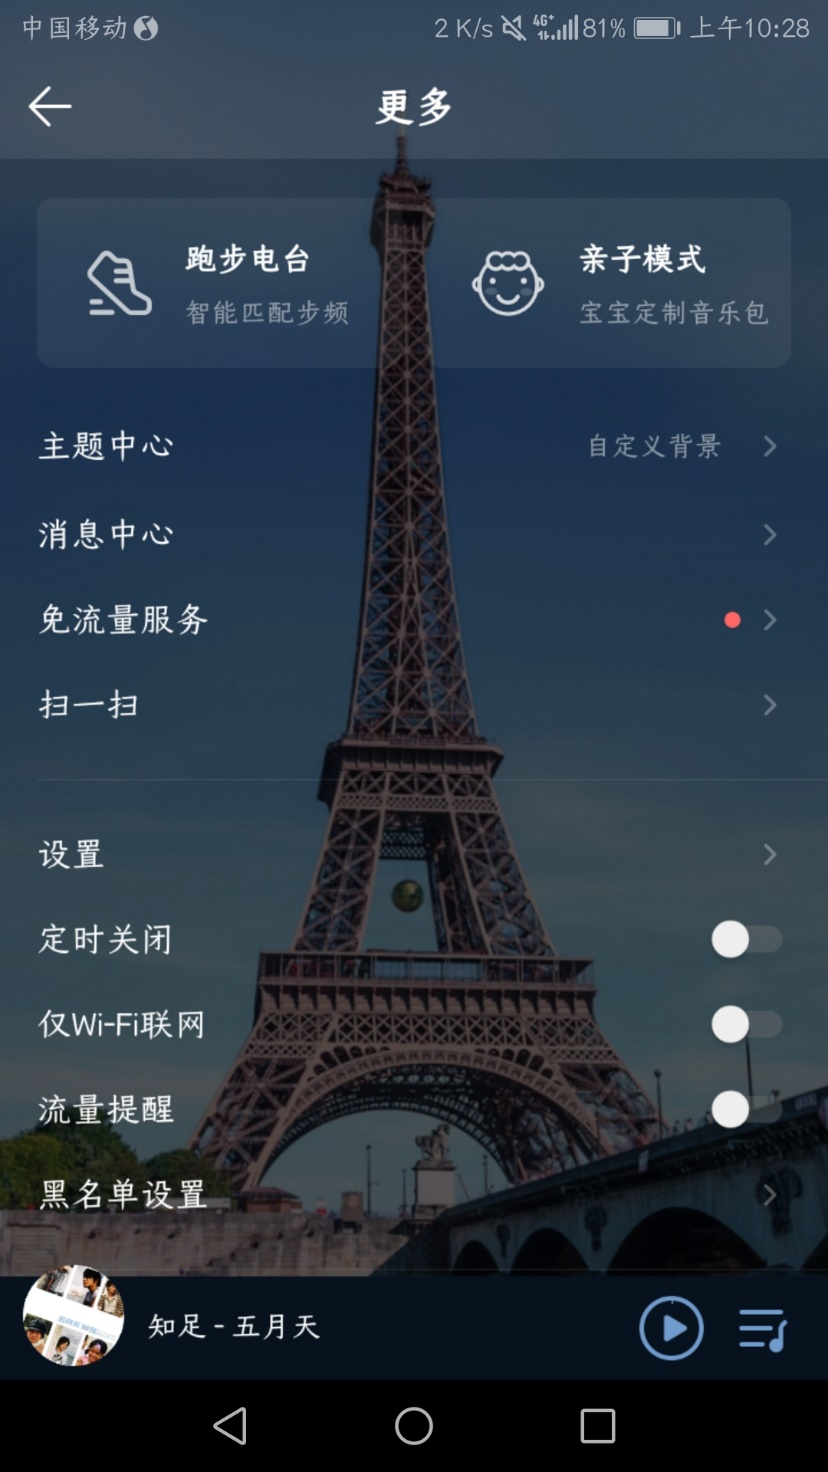 中国移动 2 K/s 4G+ 81% 上午10:28
更多
跑步电台
智能匹配步频
亲子模式
宝宝定制音乐包
主题中心 自定义背景
消息中心
免流量服务
扫一扫
设置
定时关闭
仅Wi-Fi联网
流量提醒
黑名单设置
知足 - 五月天